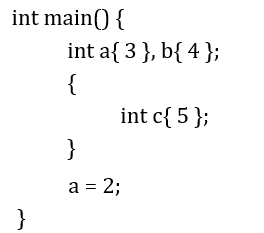 int main() {
int a{ 3 }, b{ 4 };
{
int c{ 5 };
}
a = 2;
}